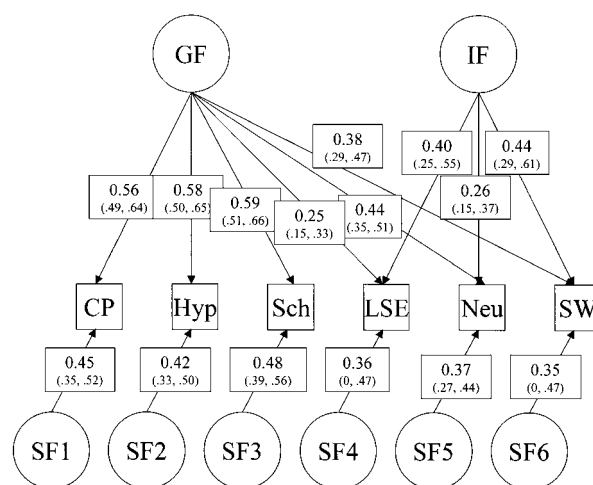 GF
IF
0.38
(.29, .47)
0.40
(.25, .55)
0.44
(.29, .61)
0.56
(.49, .64)
0.58
(.50, .65)
0.59
(.51, .66)
0.25
(.15, .33)
0.44
(.35, .51)
0.26
(.15, .37)
CP
Hyp
Sch
LSE
Neu
SW
0.45
(.35, .52)
0.42
(.33, .50)
0.48
(.39, .56)
0.36
(0, .47)
0.37
(.27, .44)
0.35
(0, .47)
SF1
SF2
SF3
SF4
SF5
SF6